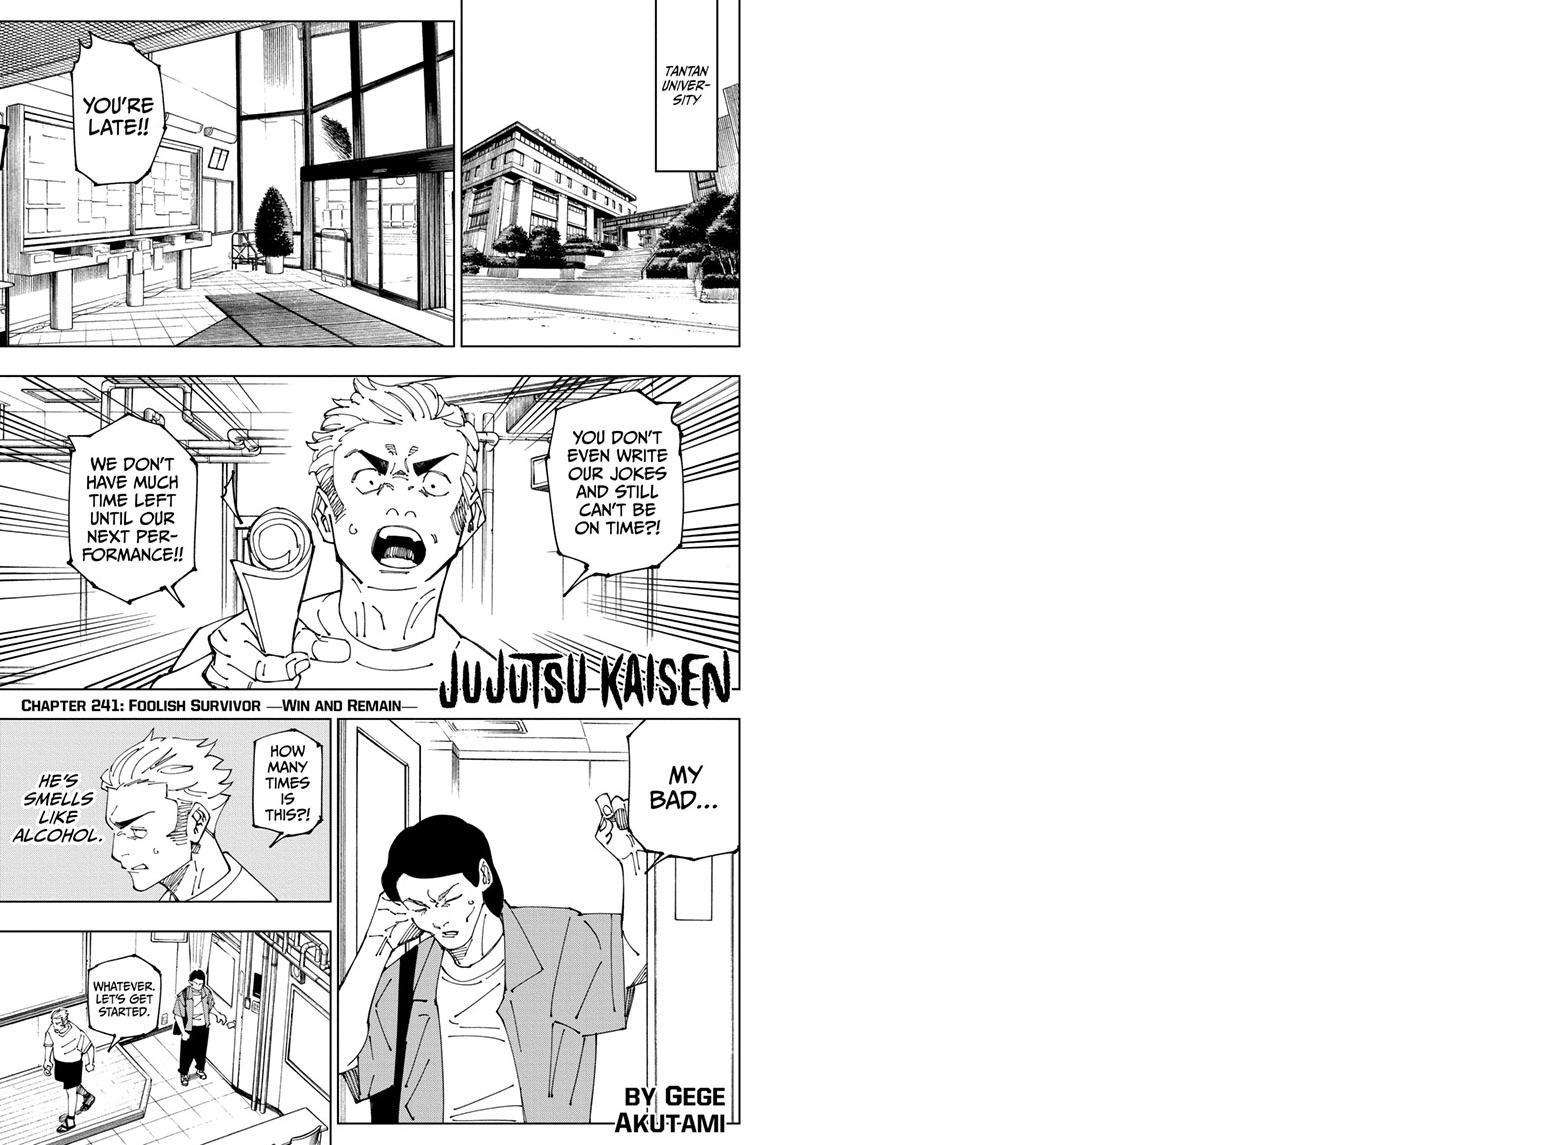 TANTAN
UNIVER-
SITY
YOU'RE
LATE!!
YOU DON'T
EVEN WRITE
OUR JOKES
AND STILL
CAN'T BE
ON TIME?!
WE DON'T
HAVE MUCH
TIME LEFT
UNTIL OUR
NEXT PER-
FORMANCE!!
JUJUTSU KAISEN
CHAPTER 241: FOOLISH SURVIVOR —WIN AND REMAIN—
MY
BAD...
HOW
MANY
TIMES
IS
THIS?!
HE'S
SMELLS
LIKE
ALCOHOL.
WHATEVER.
LET'S GET
STARTED.
BY GEGE
AKUTAMI